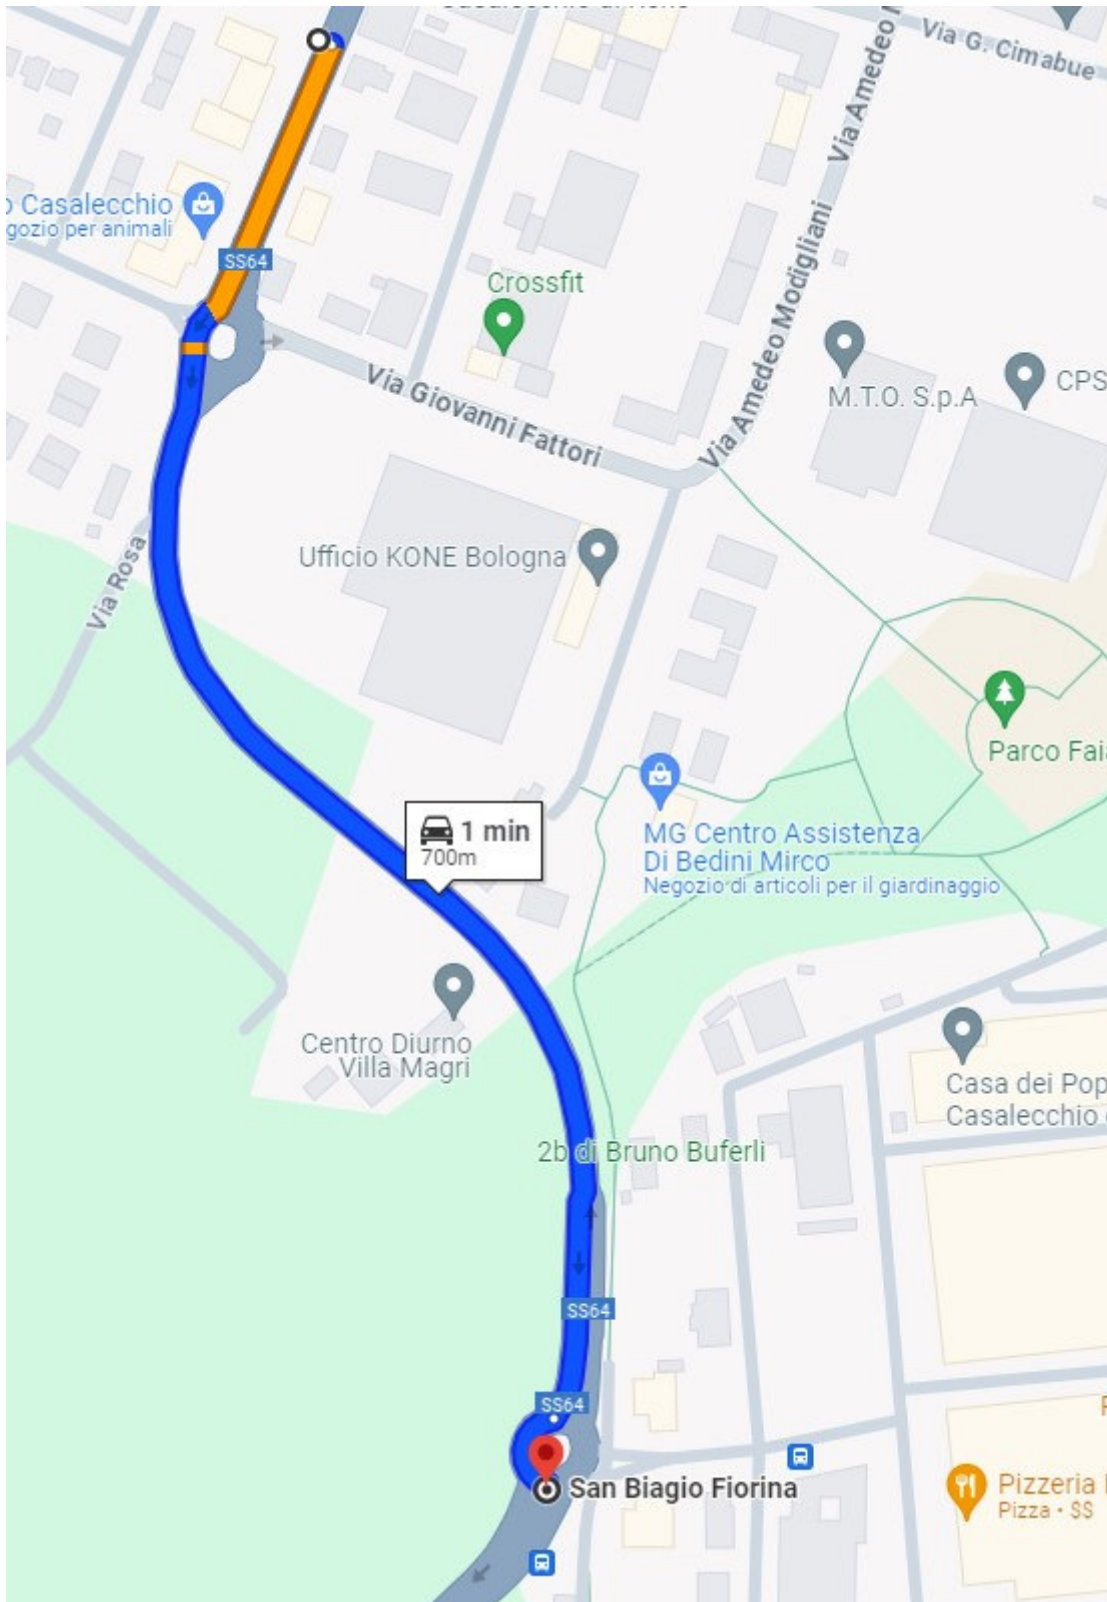 Via G. Cimabue
Via Amedeo
Casalecchio
gozio per animali
SS64
Crossfit
Via Amedeo Modigliani
Via Giovanni Fattori
M.T.O. S.p.A
CPS
Via Rosa
Ufficio KONE Bologna
Parco
1 min
700m
MG Centro Assistenza
Di Bedini Mirco
Negozio di articoli per il giardinaggio
Centro Diurno
Villa Magri
Casa dei Pop
Casalecchio
2b di Bruno Buferli
SS64
SS64
San Biagio Fiorina
Pizzeria
Pizza • $$